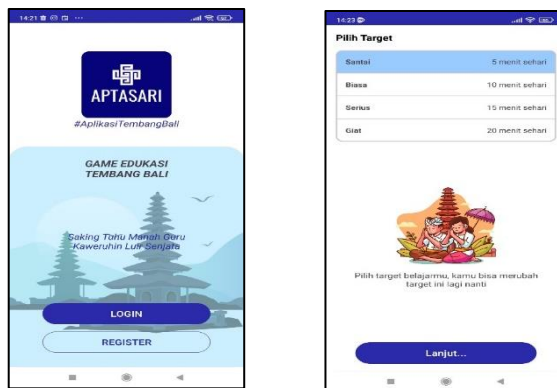 14:21
APTASARI
#AplikasiTembangBali
GAME EDUKASI
TEMBANG BALI
Saking Tahu Manah Guru
Kaweruhin Luir Senjata
LOGIN
REGISTER
14:23
Pilih Target
Santai 5 menit sehari
Biasa 10 menit sehari
Serius 15 menit sehari
Giat 20 menit sehari
Pilih target belajarmu, kamu bisa merubah
target ini lagi nanti
Lanjut...